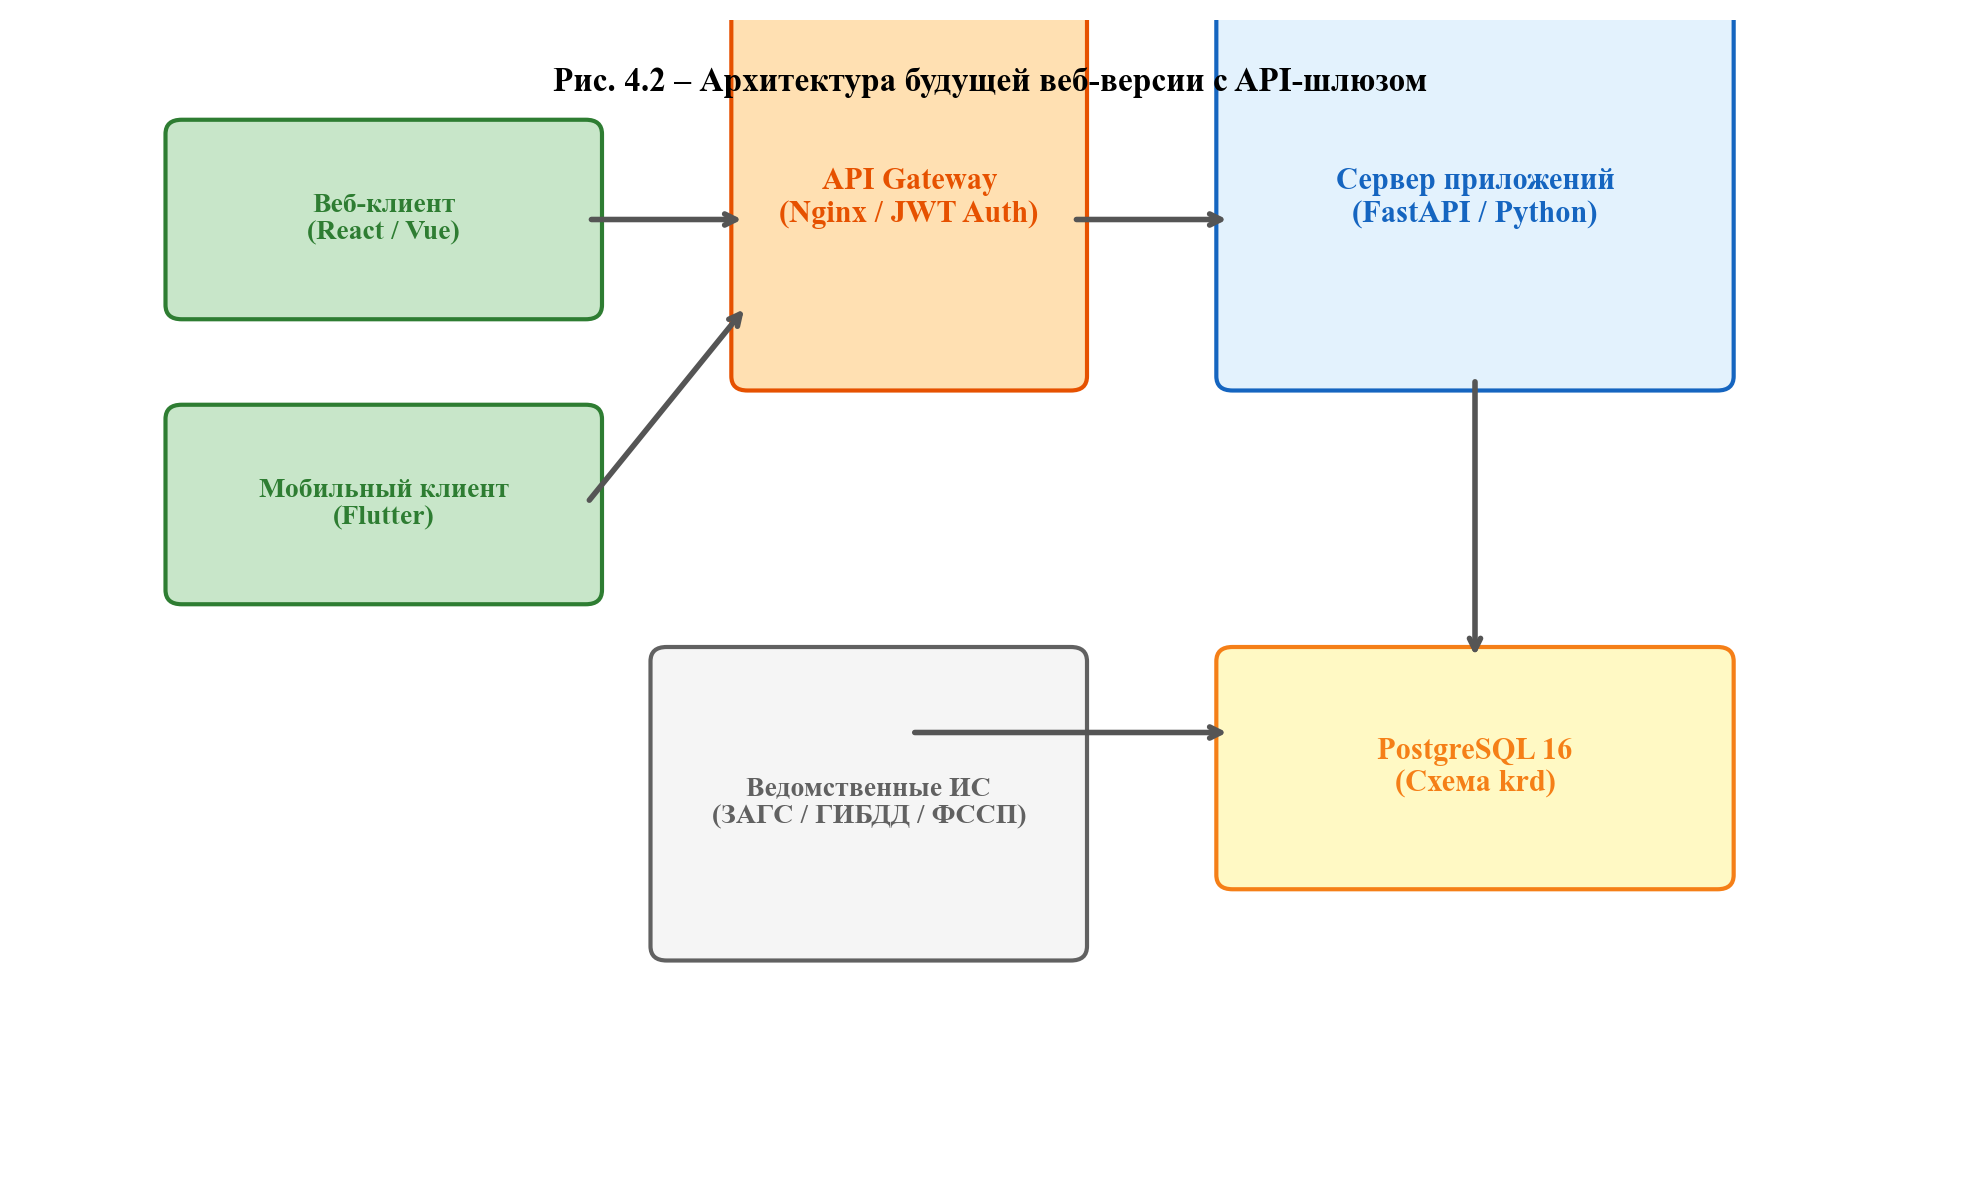 Рис. 4.2 – Архитектура будущей веб-версии с API-шлюзом
Веб-клиент
(React / Vue)
API Gateway
(Nginx / JWT Auth)
Сервер приложений
(FastAPI / Python)
Мобильный клиент
(Flutter)
Ведомственные ИС
(ЗАГС / ГИБДД / ФССП)
PostgreSQL 16
(Схема krd)